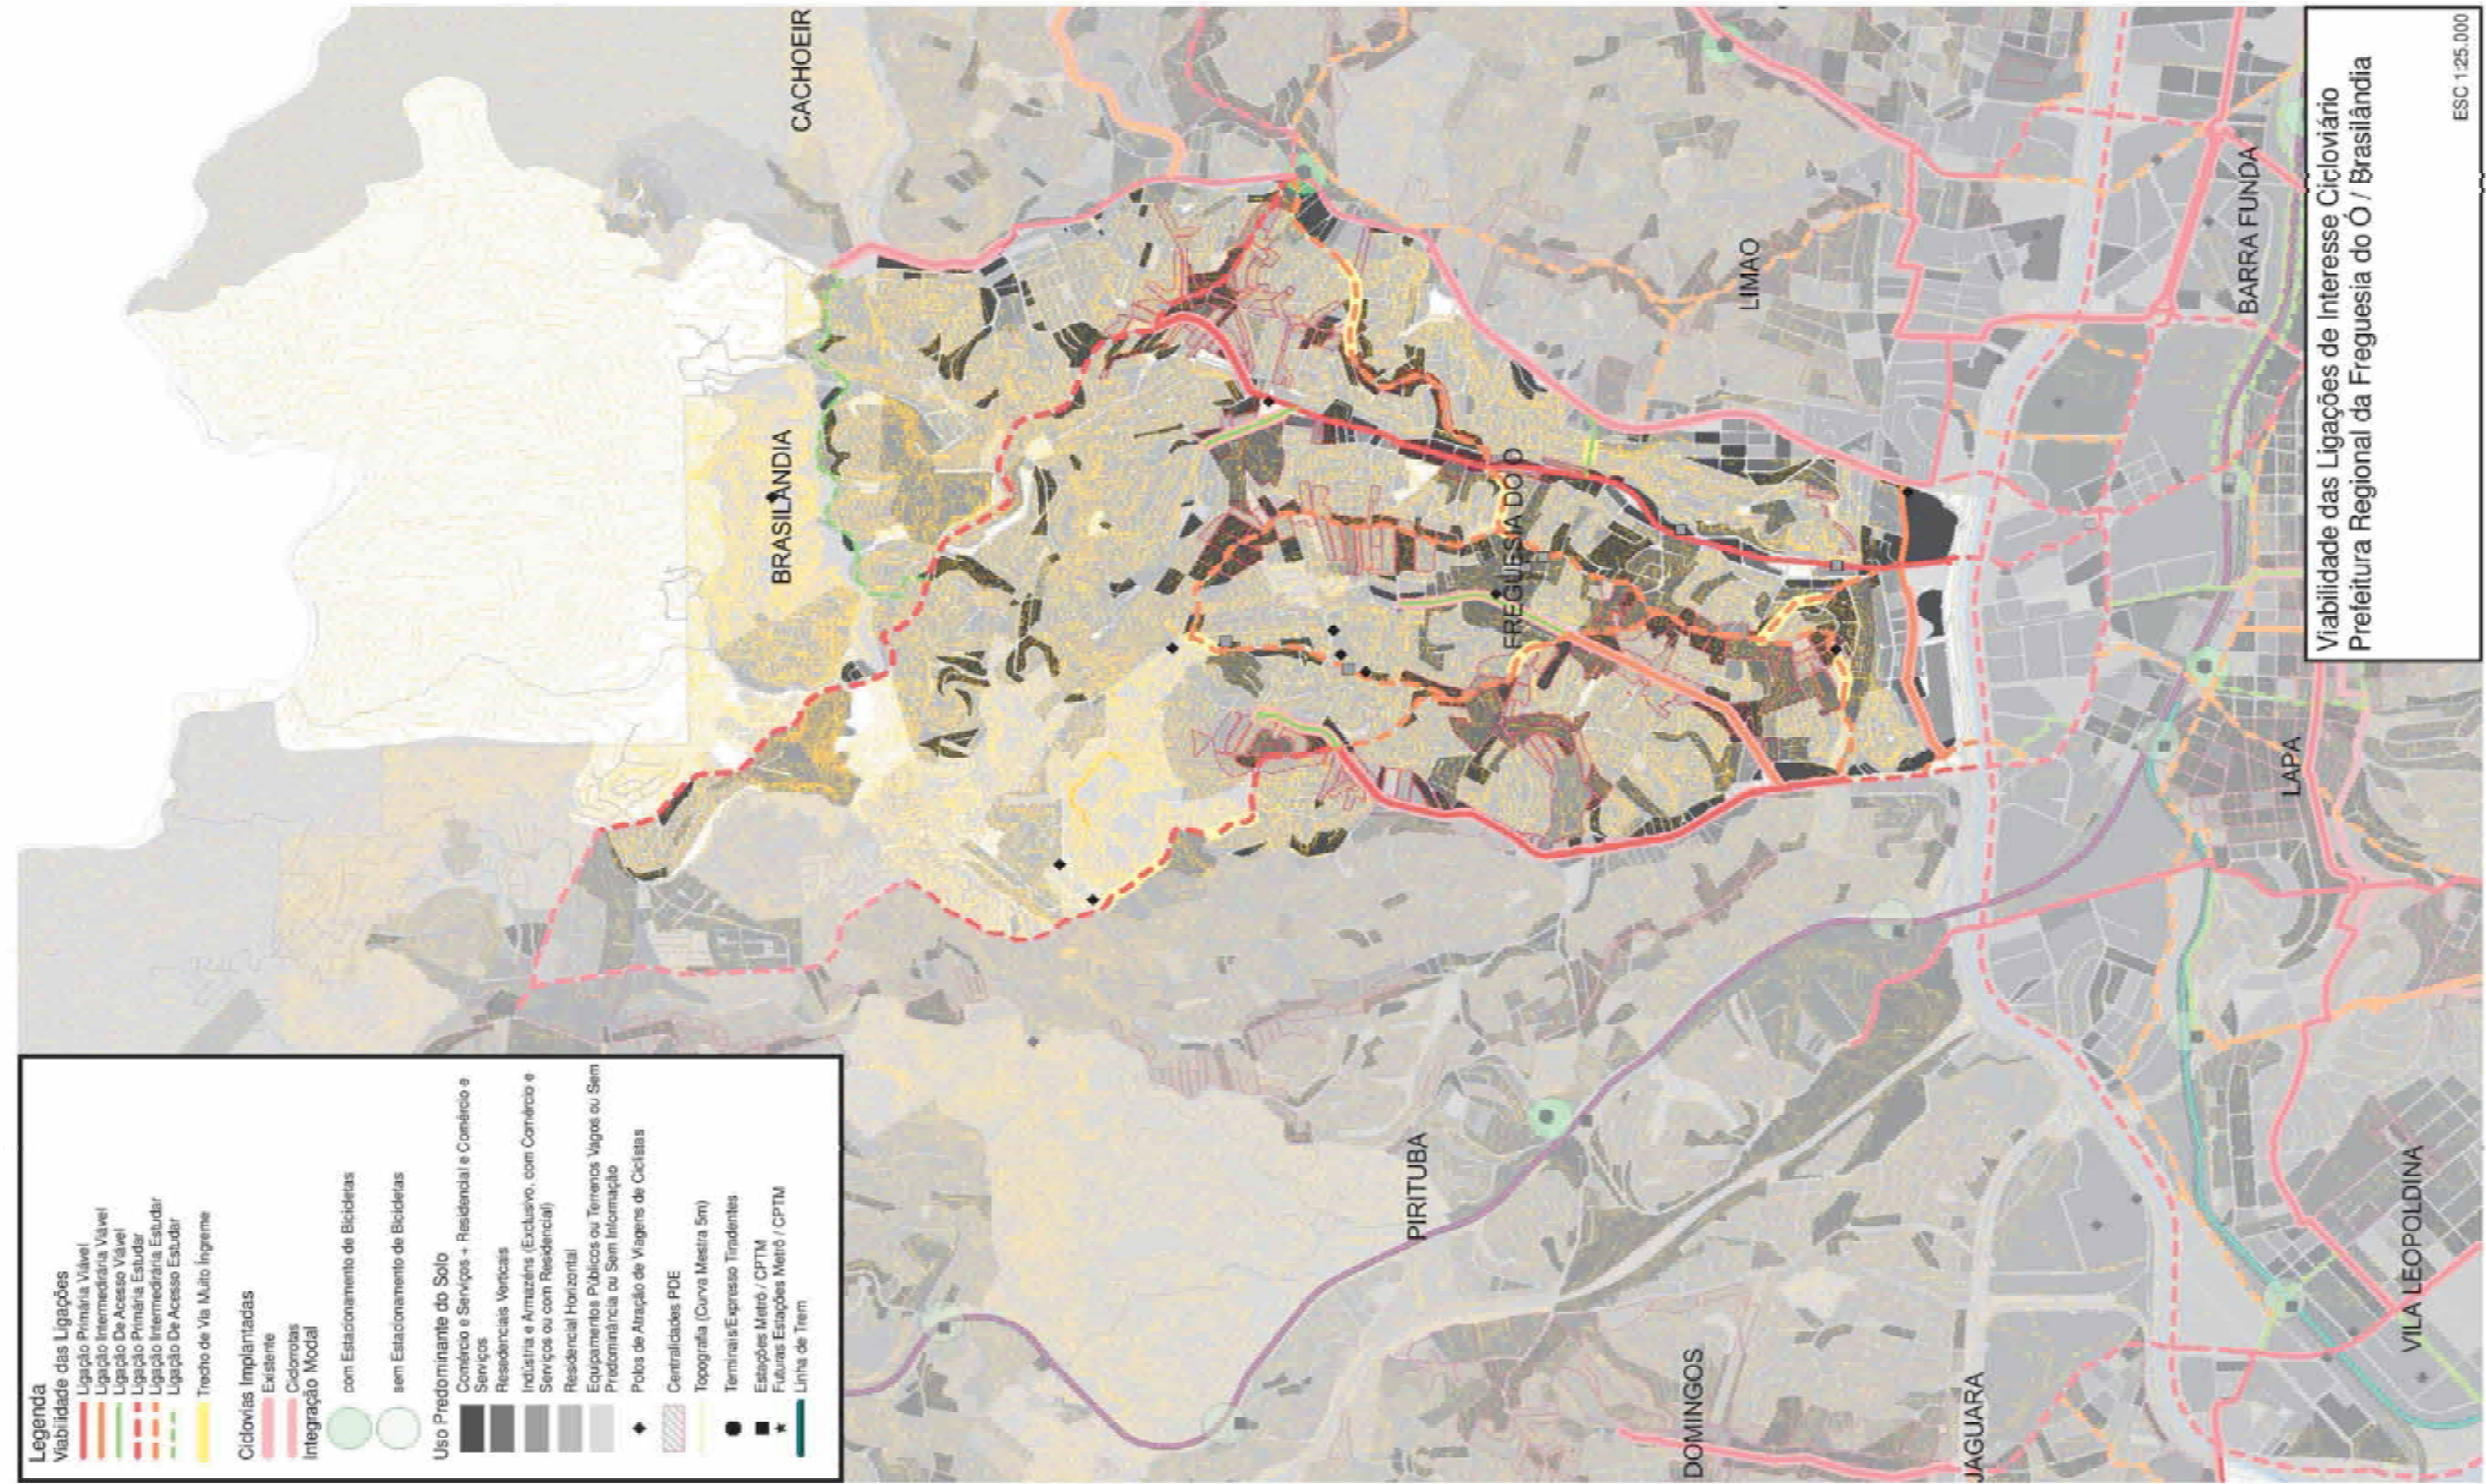 Legenda
Viabilidade das Ligações
Ligação Primária Viável
Ligação Intermedirária Viável
Ligação De Acesso Viável
Ligação Primária Estudar
Ligação Intermedirária Estudar
Ligação De Acesso Estudar
Trecho de Via Muito Íngreme
Ciclovias Implantadas
Existente
Ciclorotas
Integração Modal
com Estacionamento de Bicicletas
sem Estacionamento de Bicicletas
Uso Predominante do Solo
Comércio e Serviços + Residencial e Comércio e
Serviços
Residenciais Verticais
Indústria e Armazéns (Exclusivo, com Comércio e
Serviços ou com Residencial)
Residencial Horizontal
Equipamentos Públicos ou Terrenos Vagos ou Sem
Predominância ou Sem Informação
Polos de Atração de Viagens de Ciclistas
Centralidades PDE
Topografia (Curva Mestra 5m)
Terminais/Expresso Tiradentes
Estações Metrô / CPTM
Futuras Estações Metrô / CPTM
Linha de Trem
CACHOEIR
BRASILANDIA
LIMAO
FREGUESIA DO O
BARRA FUNDA
LAPA
PIRITUBA
DOMINGOS
JAGUARA
VILA LEOPOLDINA
Viabilidade das Ligações de Interesse Cicloviário
Prefeitura Regional da Freguesia do Ó / Brasilândia
ESC 1:25.000